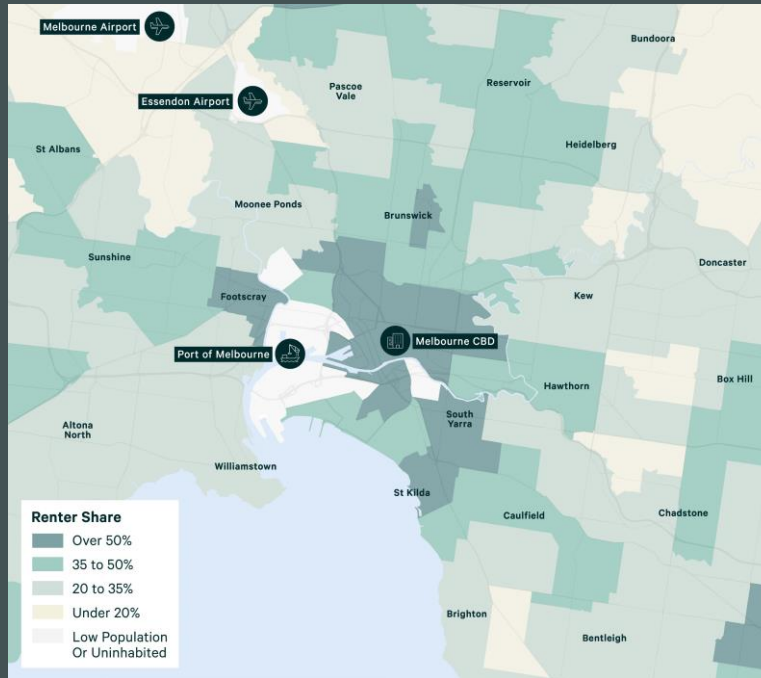 Melbourne Airport
Bundoora
Essendon Airport
Pascoe
Vale
Reservoir
St Albans
Heidelberg
Moonee Ponds
Brunswick
Sunshine
Doncaster
Footscray
Kew
Port of Melbourne
Melbourne CBD
Hawthorn
Box Hill
Altona
North
South
Yarra
Williamstown
St Kilda
Caulfield
Chadstone
Renter Share
Over 50%
35 to 50%
20 to 35%
Under 20%
Low Population
Or Uninhabited
Brighton
Bentleigh